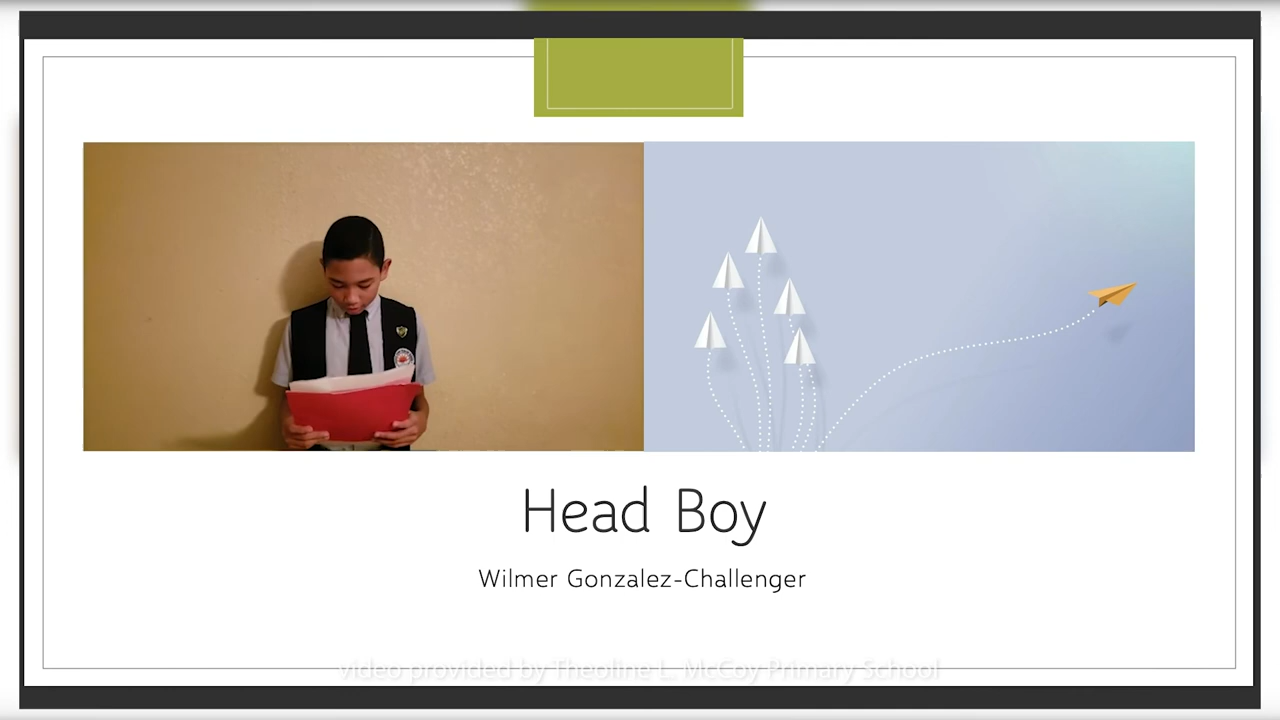 Head Boy
Wilmer Gonzalez-Challenger
video provided by Theoline L. McCoy Primary School